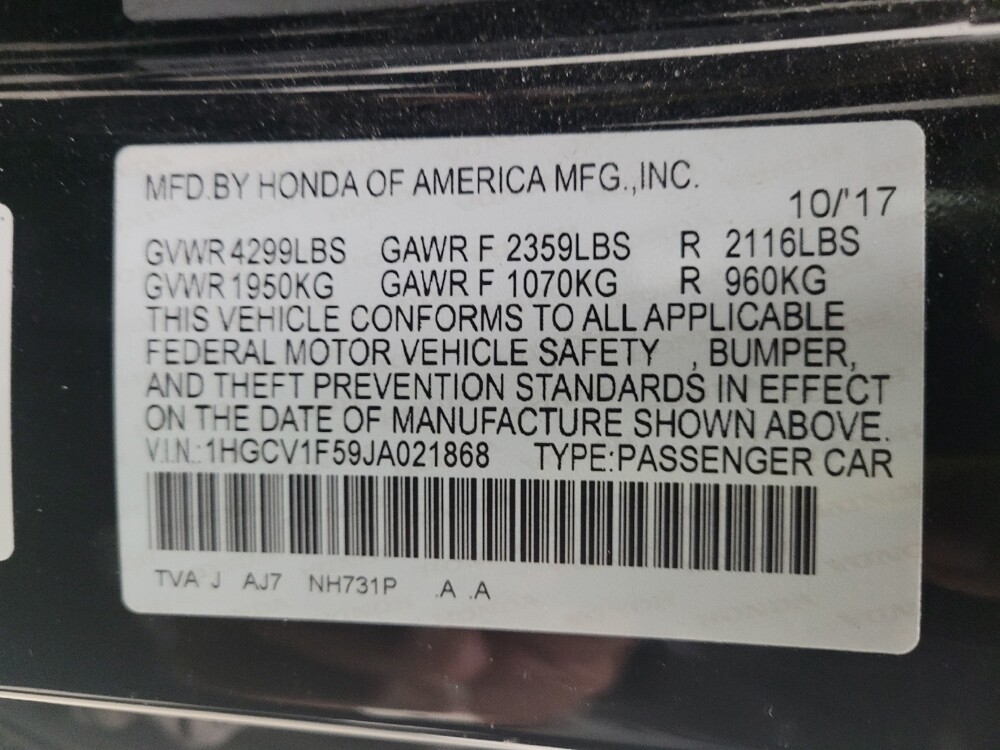 MFD.BY HONDA OF AMERICA MFG.,INC.
10/'17
GVWR 4299LBS GAWR F 2359LBS R 2116LBS
GVWR 1950KG GAWR F 1070KG R 960KG
THIS VEHICLE CONFORMS TO ALL APPLICABLE
FEDERAL MOTOR VEHICLE SAFETY , BUMPER,
AND THEFT PREVENTION STANDARDS IN EFFECT
ON THE DATE OF MANUFACTURE SHOWN ABOVE.
V.I.N.:1HGCV1F59JA021868 TYPE:PASSENGER CAR
TVA J AJ7 NH731P .A .A